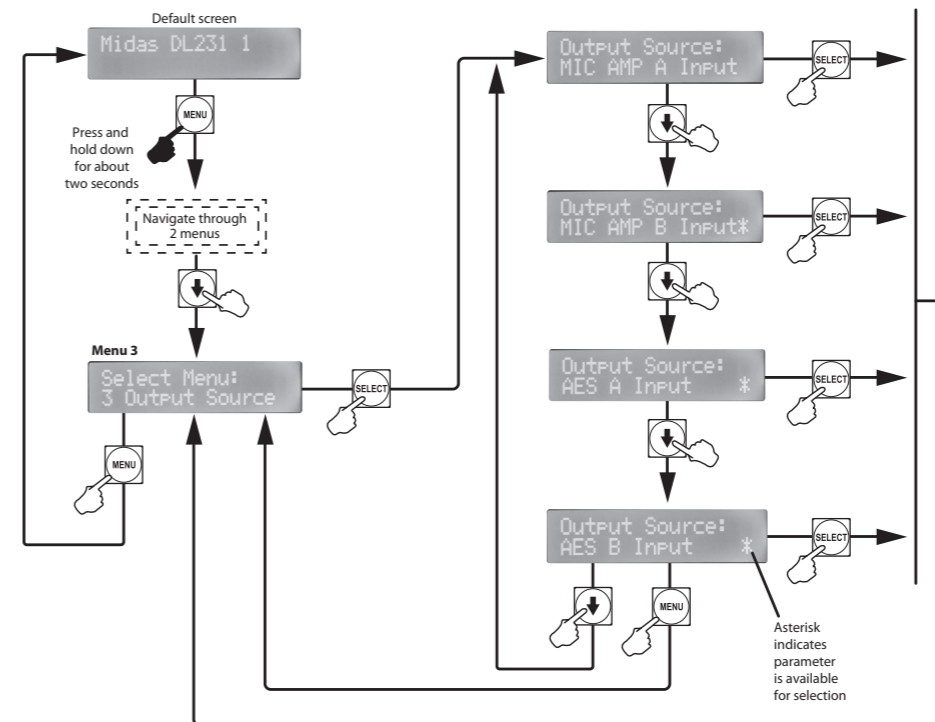 Default screen
Midas DL231 1
MENU
Press and
hold down
for about
two seconds
Navigate through
2 menus
Menu 3
Select Menu:
3 Output Source
SELECT
MENU
Output Source:
MIC AMP A Input
SELECT
Output Source:
MIC AMP B Input*
SELECT
Output Source:
AES A Input *
SELECT
Output Source:
AES B Input *
SELECT
MENU
Asterisk
indicates
parameter
is available
for selection